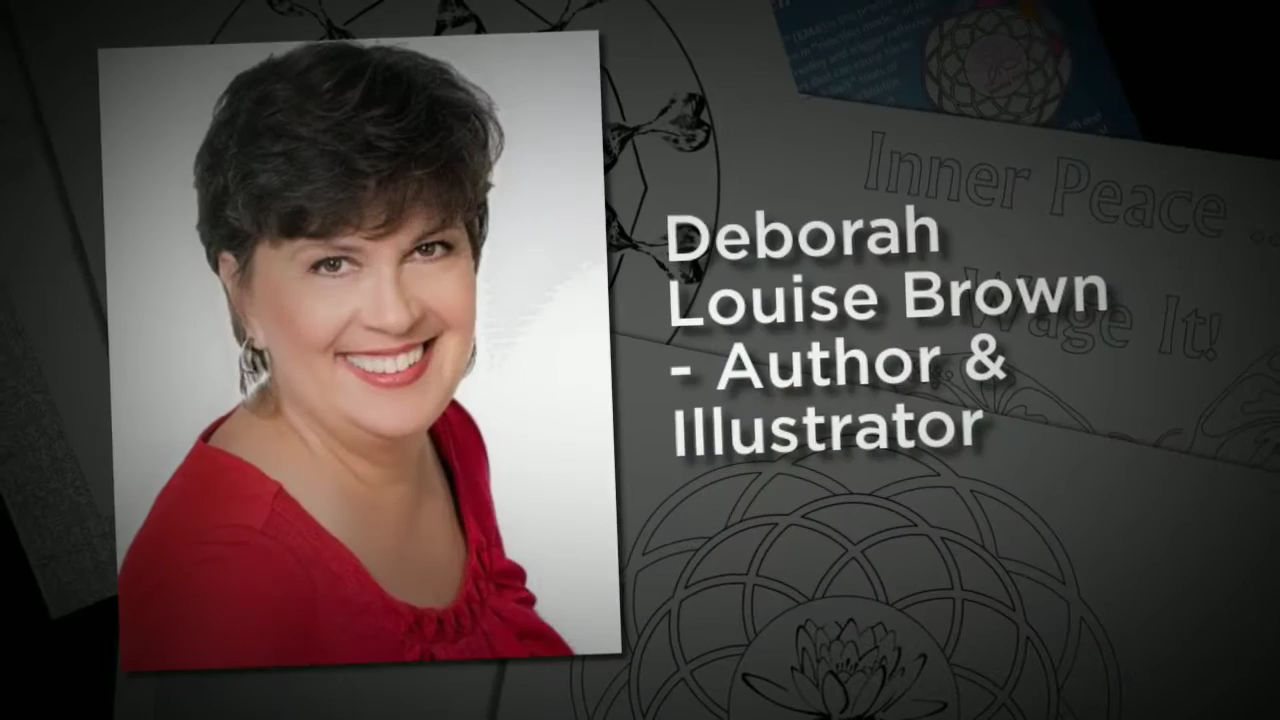 Deborah
Louise Brown
- Author &
Illustrator
Inner Peace ..
Wage It!